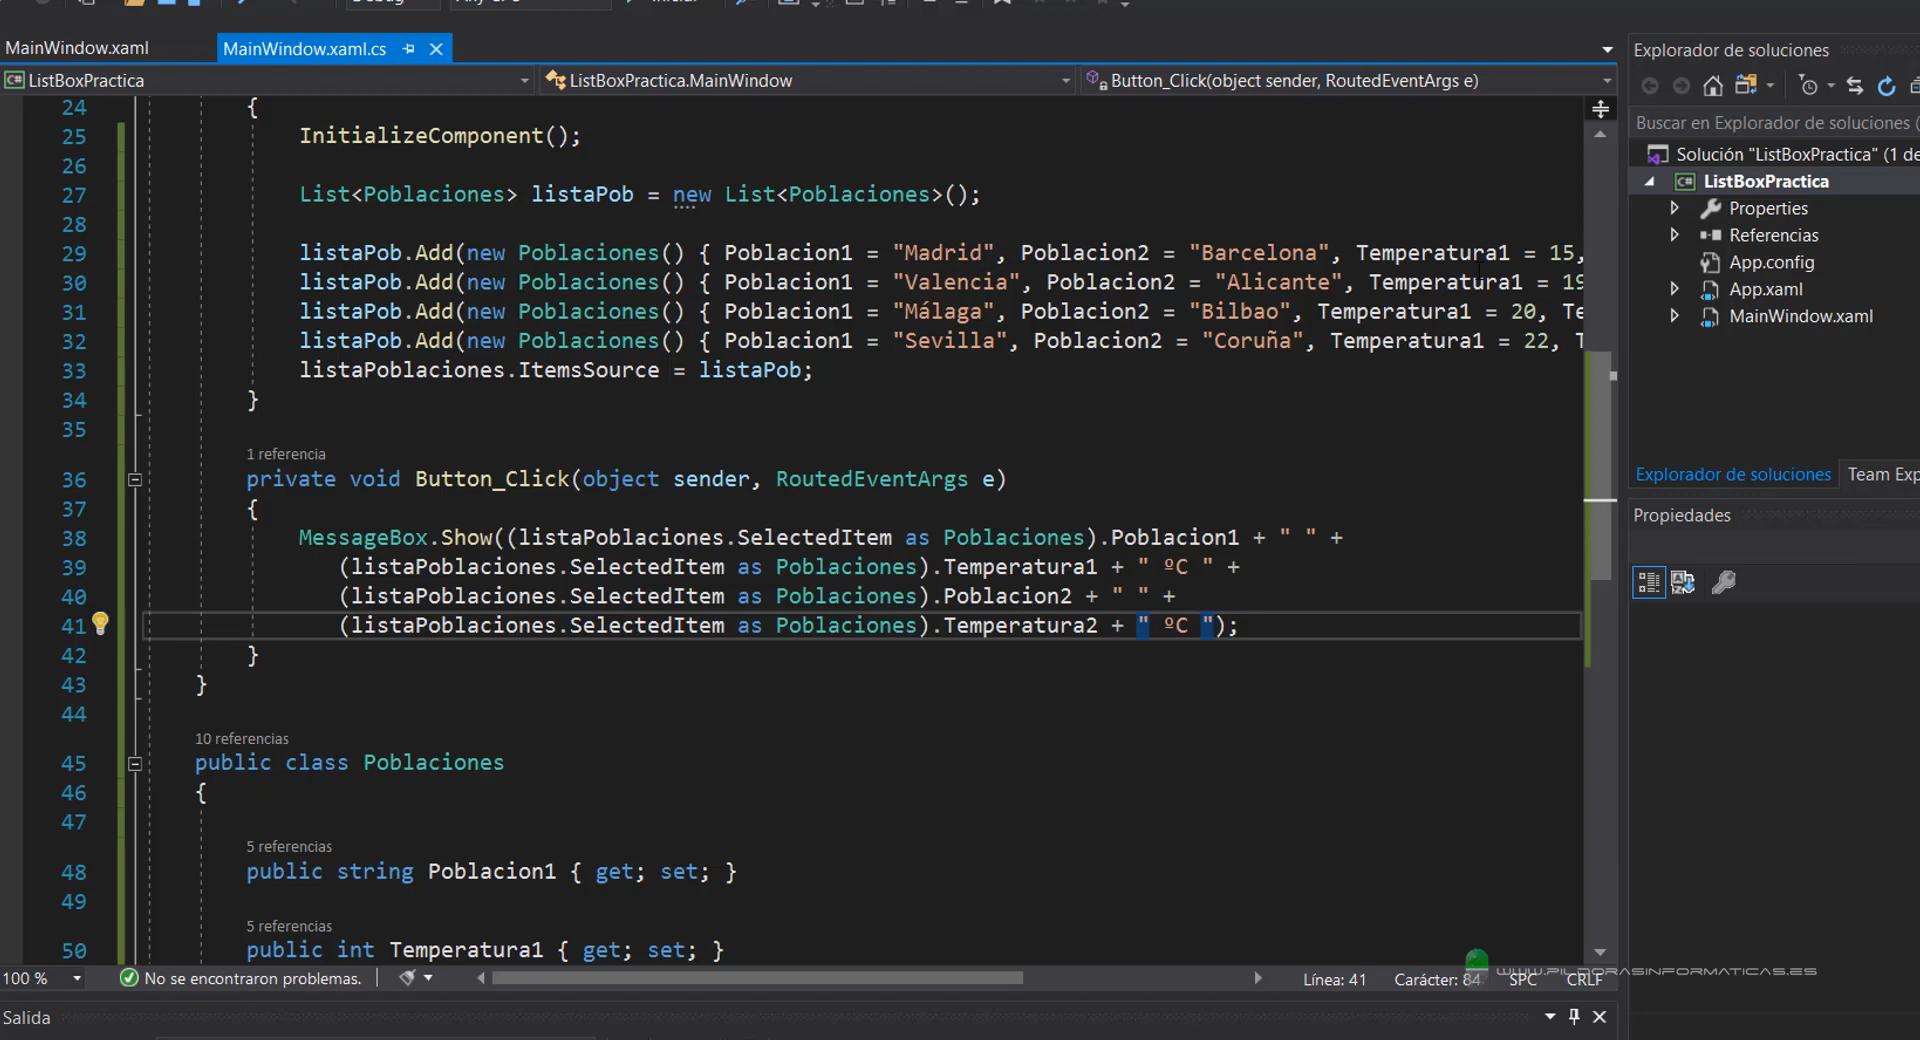 MainWindow.xaml
MainWindow.xaml.cs
ListBoxPractica
ListBoxPractica.MainWindow
Button_Click(object sender, RoutedEventArgs e)
24 {
25 InitializeComponent();
26
27 List<Poblaciones> listaPob = new List<Poblaciones>();
28
29 listaPob.Add(new Poblaciones() { Poblacion1 = "Madrid", Poblacion2 = "Barcelona", Temperatura1 = 15,
30 listaPob.Add(new Poblaciones() { Poblacion1 = "Valencia", Poblacion2 = "Alicante", Temperatura1 = 19
31 listaPob.Add(new Poblaciones() { Poblacion1 = "Málaga", Poblacion2 = "Bilbao", Temperatura1 = 20, Te
32 listaPob.Add(new Poblaciones() { Poblacion1 = "Sevilla", Poblacion2 = "Coruña", Temperatura1 = 22, T
33 listaPoblaciones.ItemsSource = listaPob;
34 }
35
1 referencia
36 private void Button_Click(object sender, RoutedEventArgs e)
37 {
38 MessageBox.Show((listaPoblaciones.SelectedItem as Poblaciones).Poblacion1 + " " +
39 (listaPoblaciones.SelectedItem as Poblaciones).Temperatura1 + " ºC " +
40 (listaPoblaciones.SelectedItem as Poblaciones).Poblacion2 + " " +
41 (listaPoblaciones.SelectedItem as Poblaciones).Temperatura2 + " ºC ");
42 }
43 }
44
10 referencias
45 public class Poblaciones
46 {
47
5 referencias
48 public string Poblacion1 { get; set; }
49
5 referencias
50 public int Temperatura1 { get; set; }
100 %
No se encontraron problemas.
Línea: 41
Carácter: 84
SPC
CRLF
Salida
Explorador de soluciones
Buscar en Explorador de soluciones (
Solución "ListBoxPractica" (1 de
ListBoxPractica
Properties
Referencias
App.config
App.xaml
MainWindow.xaml
Explorador de soluciones
Team Exp
Propiedades
WWW.PILDORASINFORMATICAS.ES